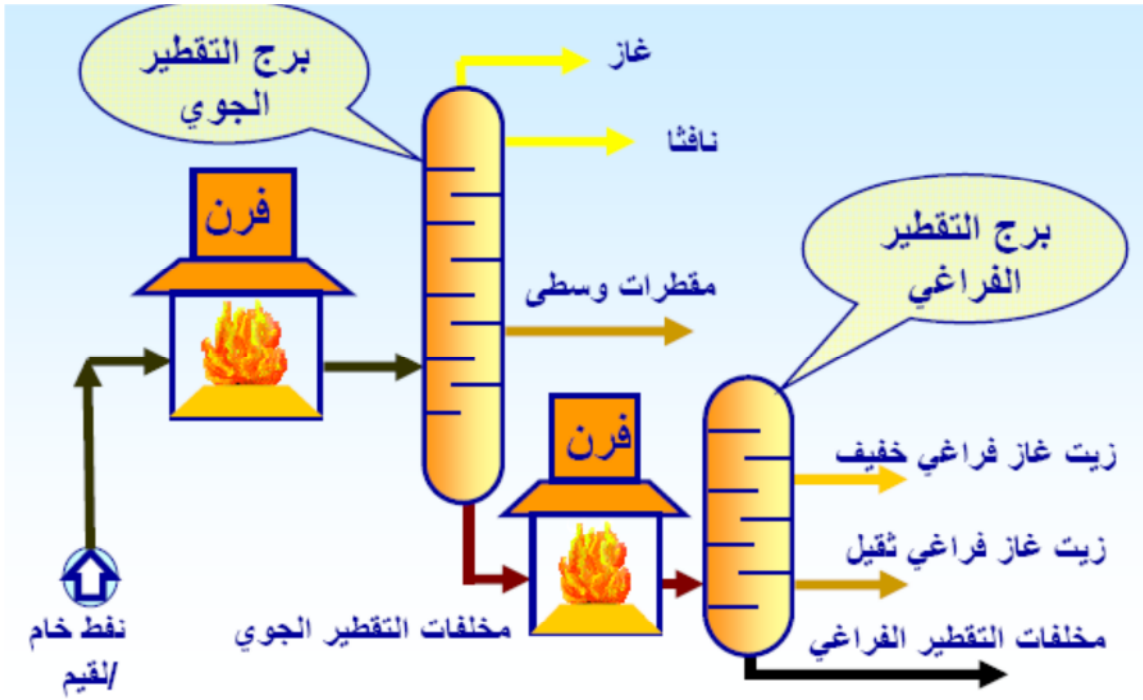 برج التقطير
الجوي
غاز
نافثا
فرن
برج التقطير
الفراغي
مقطرات وسطى
فرن
زيت غاز فراغي خفيف
زيت غاز فراغي ثقيل
نفط خام
/لقيم
مخلفات التقطير الجوي
مخلفات التقطير الفراغي